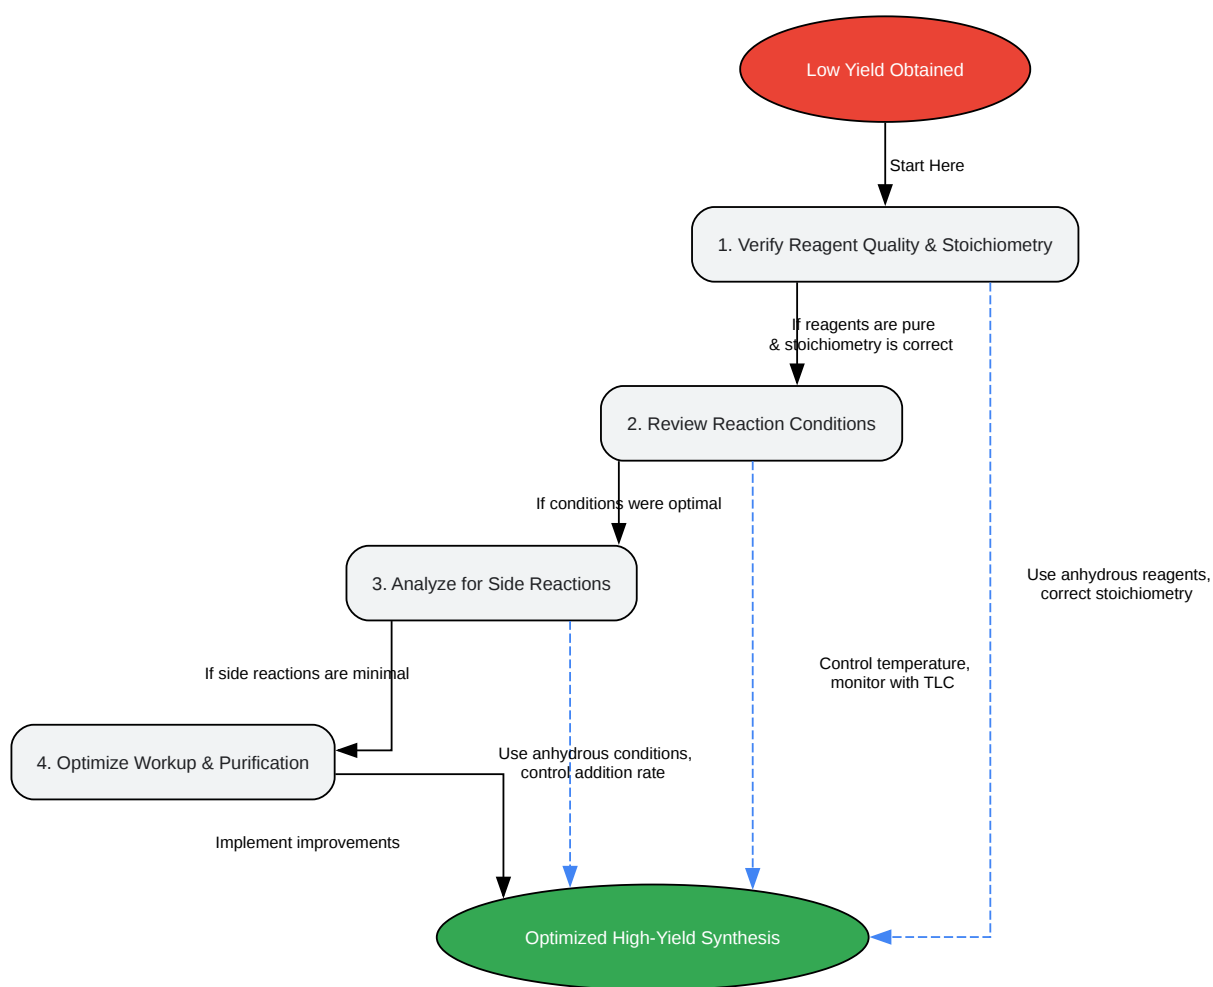 Low Yield Obtained
Start Here
1. Verify Reagent Quality & Stoichiometry
If reagents are pure
& stoichiometry is correct
2. Review Reaction Conditions
If conditions were optimal
3. Analyze for Side Reactions
Use anhydrous reagents,
correct stoichiometry
Control temperature,
monitor with TLC
If side reactions are minimal
4. Optimize Workup & Purification
Use anhydrous conditions,
control addition rate
Implement improvements
Optimized High-Yield Synthesis